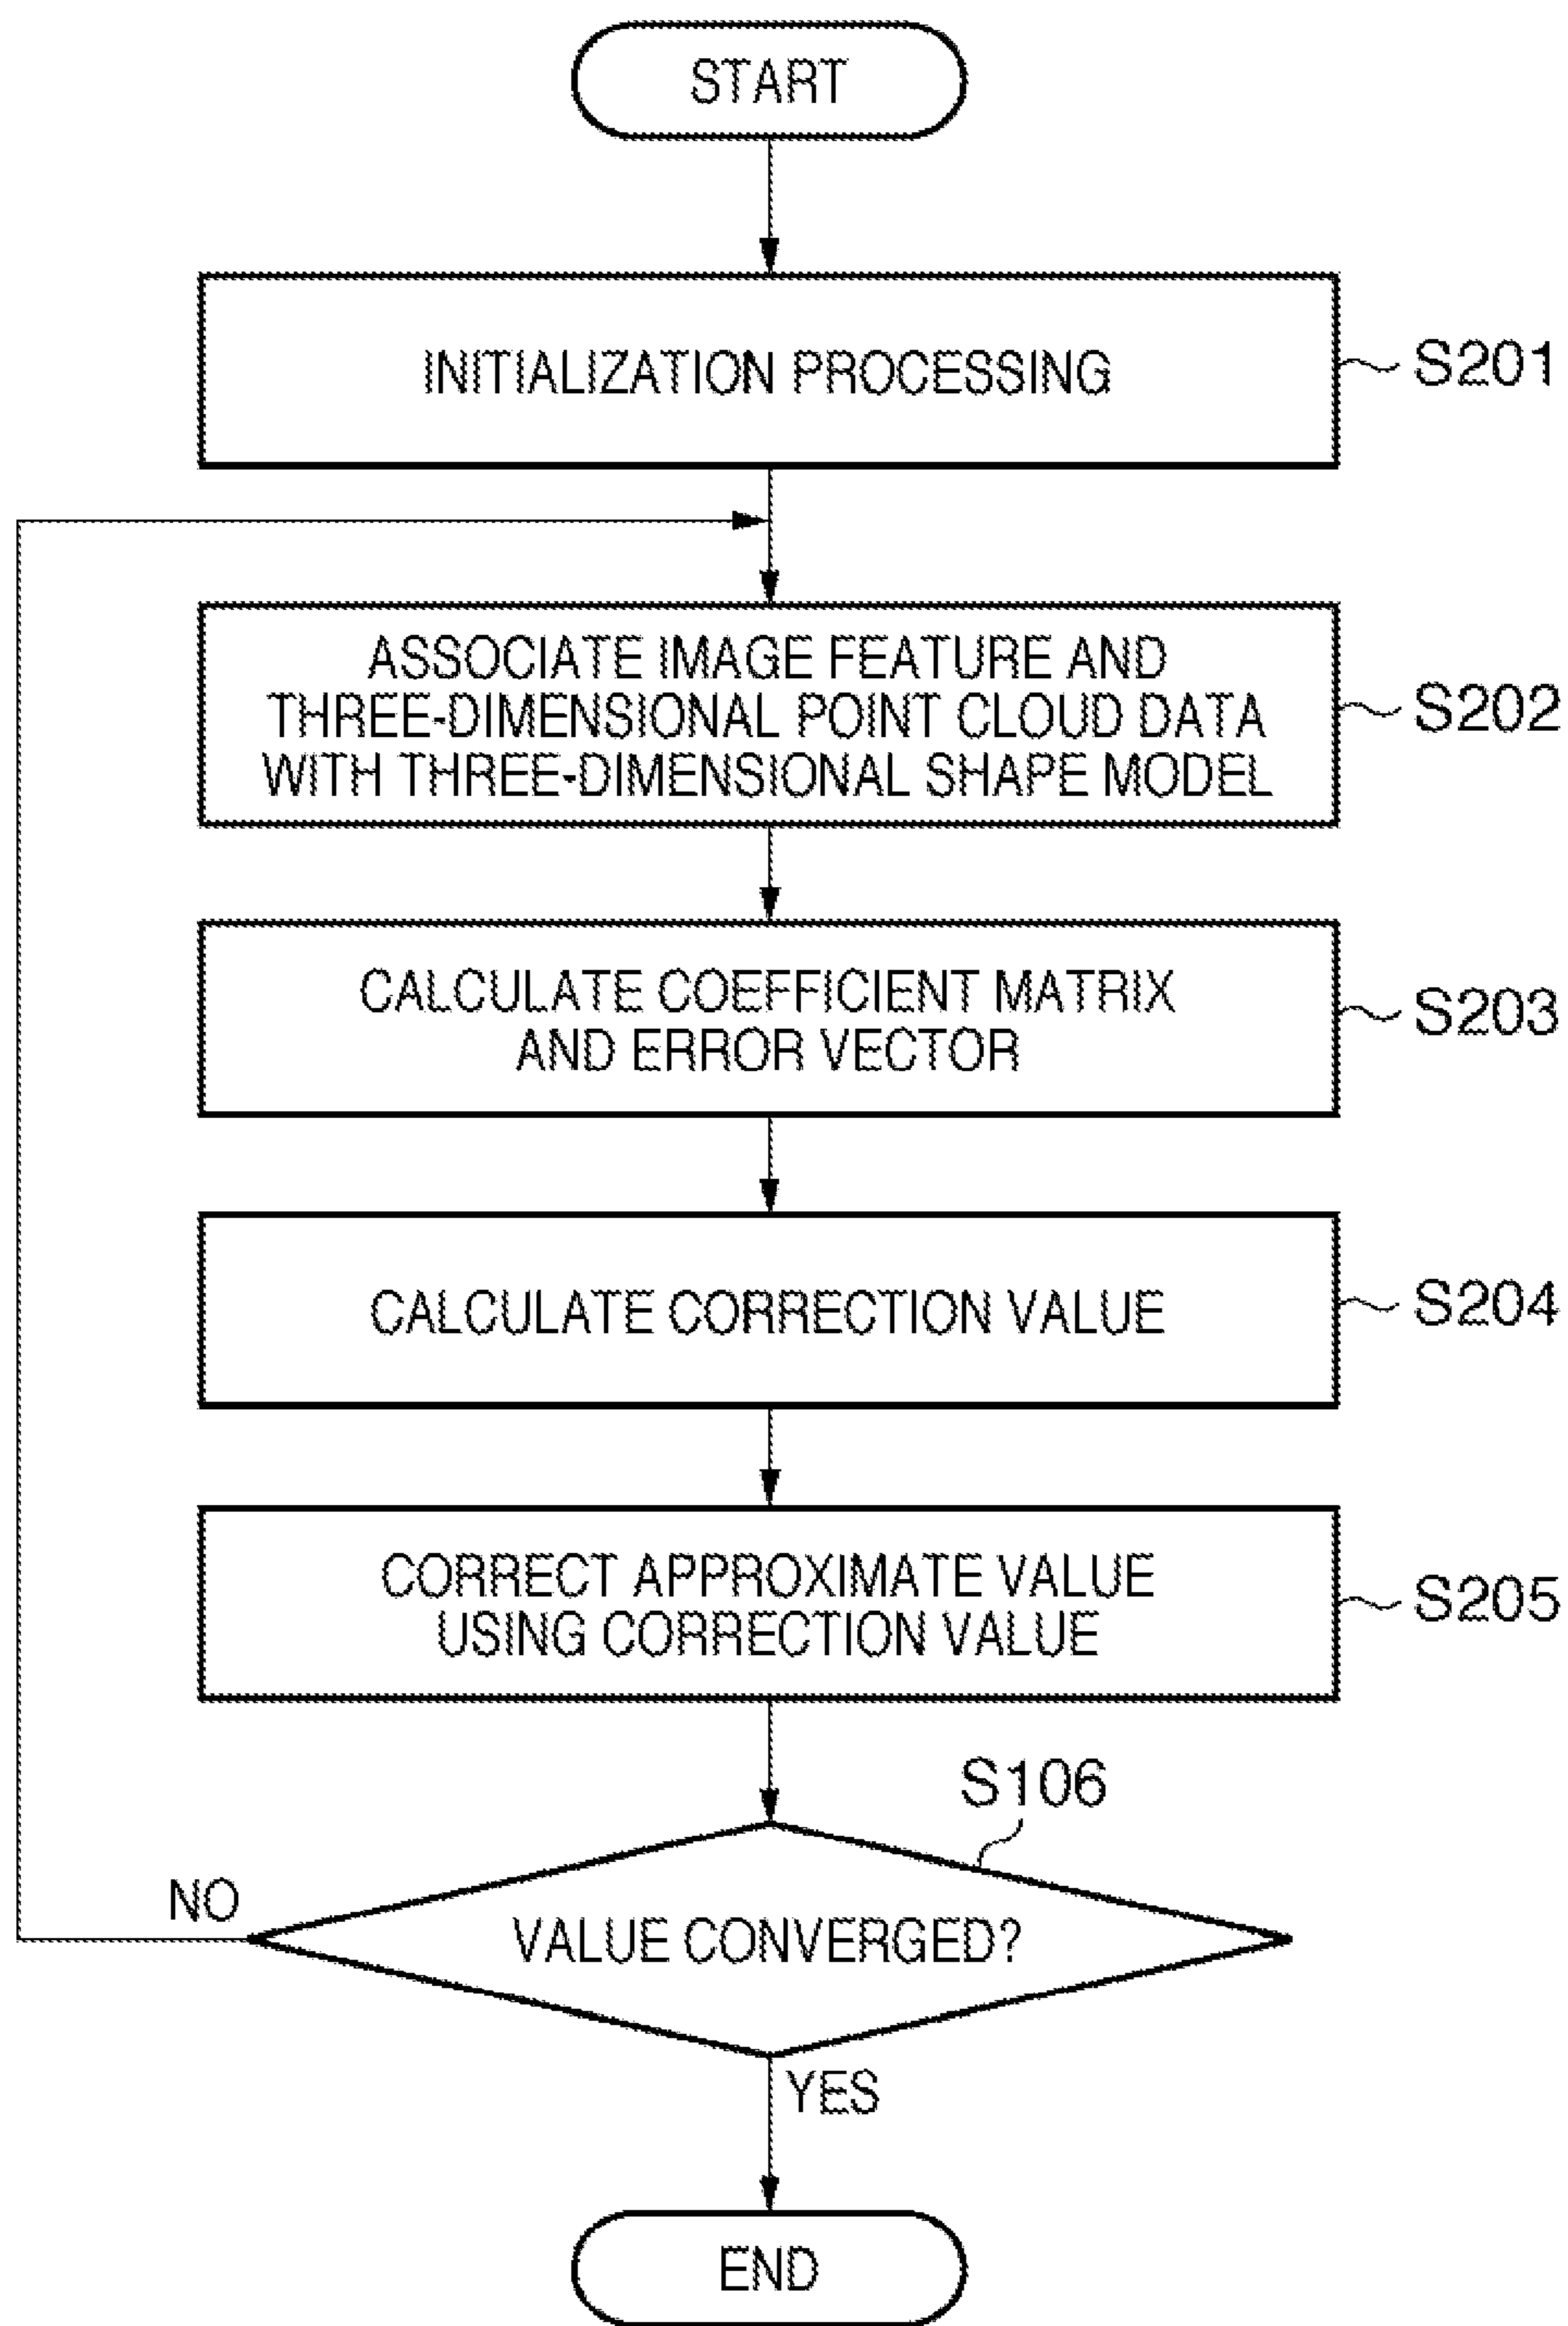 START
INITIALIZATION PROCESSING
S201
ASSOCIATE IMAGE FEATURE AND
THREE-DIMENSIONAL POINT CLOUD DATA
WITH THREE-DIMENSIONAL SHAPE MODEL
S202
CALCULATE COEFFICIENT MATRIX
AND ERROR VECTOR
S203
CALCULATE CORRECTION VALUE
S204
CORRECT APPROXIMATE VALUE
USING CORRECTION VALUE
S205
S106
NO
VALUE CONVERGED?
YES
END